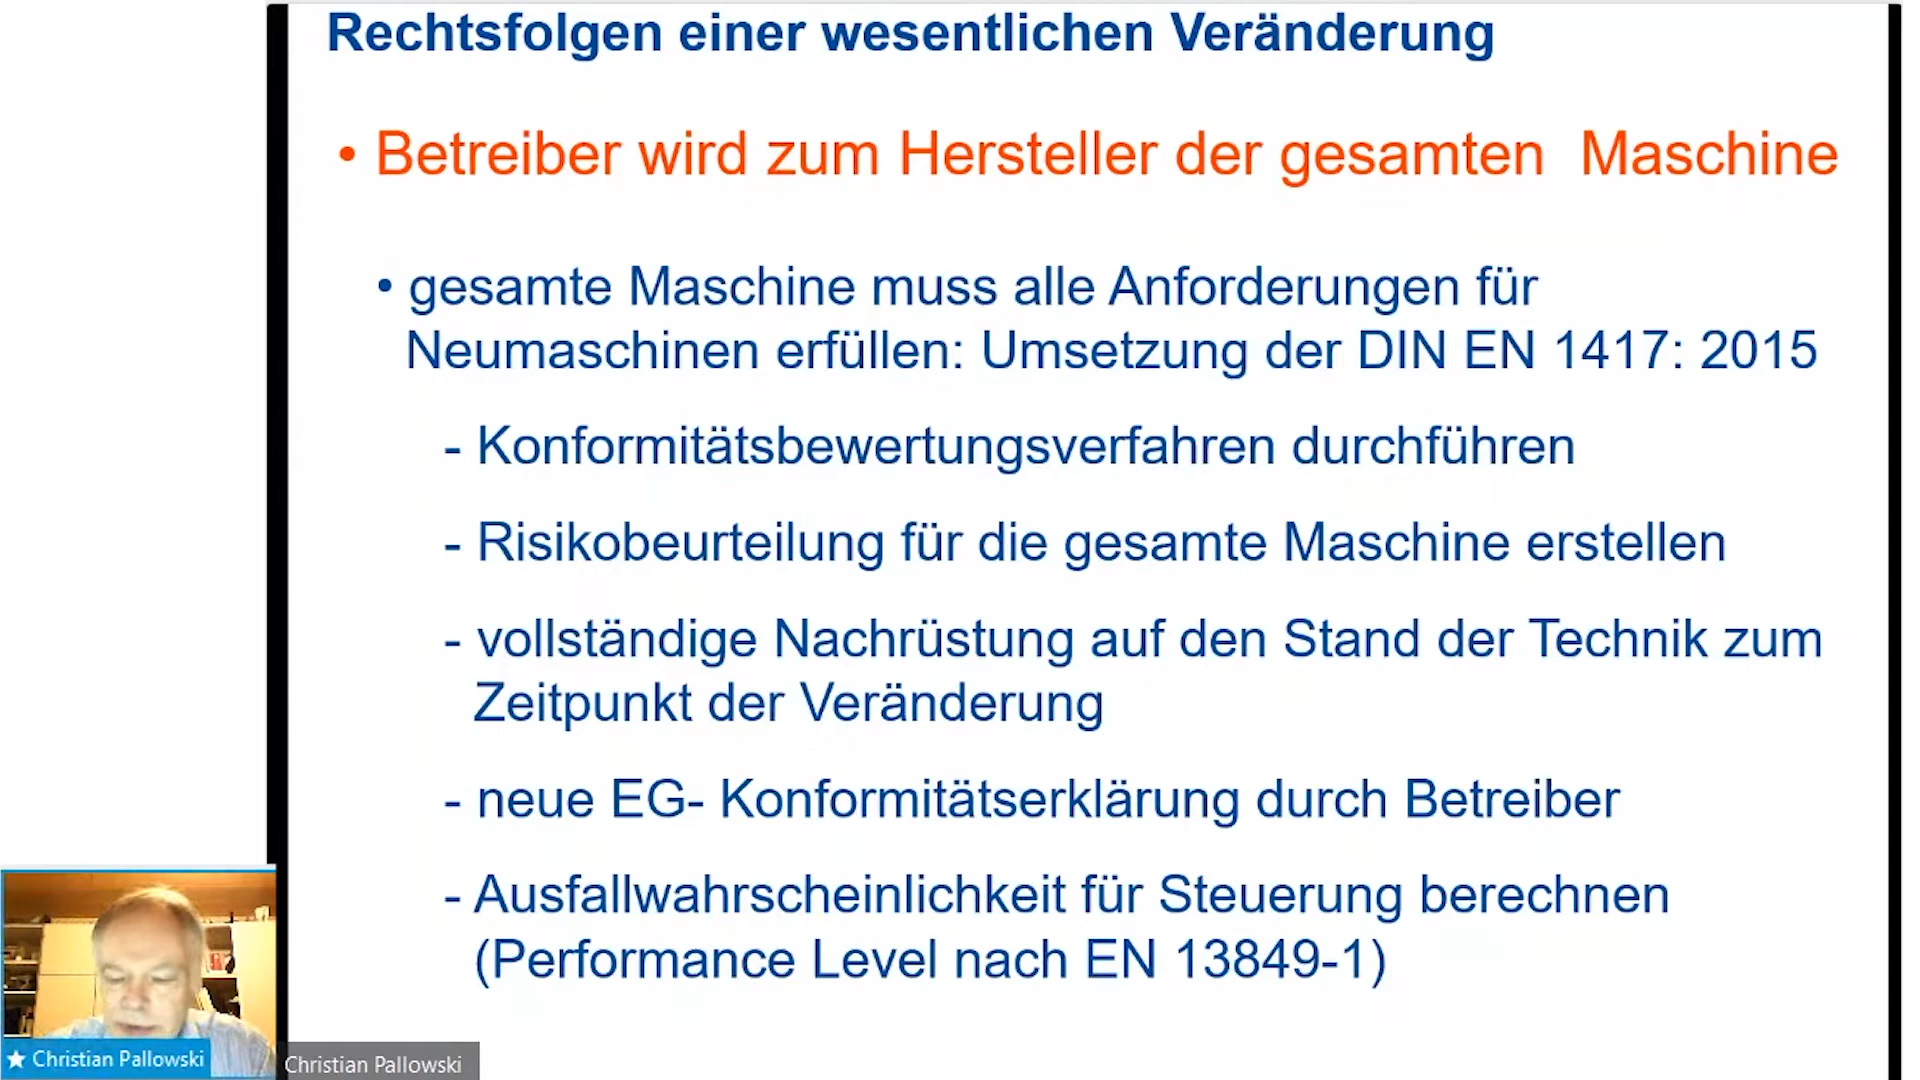 Rechtsfolgen einer wesentlichen Veränderung
• Betreiber wird zum Hersteller der gesamten Maschine
• gesamte Maschine muss alle Anforderungen für
Neumaschinen erfüllen: Umsetzung der DIN EN 1417: 2015
- Konformitätsbewertungsverfahren durchführen
- Risikobeurteilung für die gesamte Maschine erstellen
- vollständige Nachrüstung auf den Stand der Technik zum
Zeitpunkt der Veränderung
- neue EG- Konformitätserklärung durch Betreiber
- Ausfallwahrscheinlichkeit für Steuerung berechnen
(Performance Level nach EN 13849-1)
Christian Pallowski
Christian Pallowski